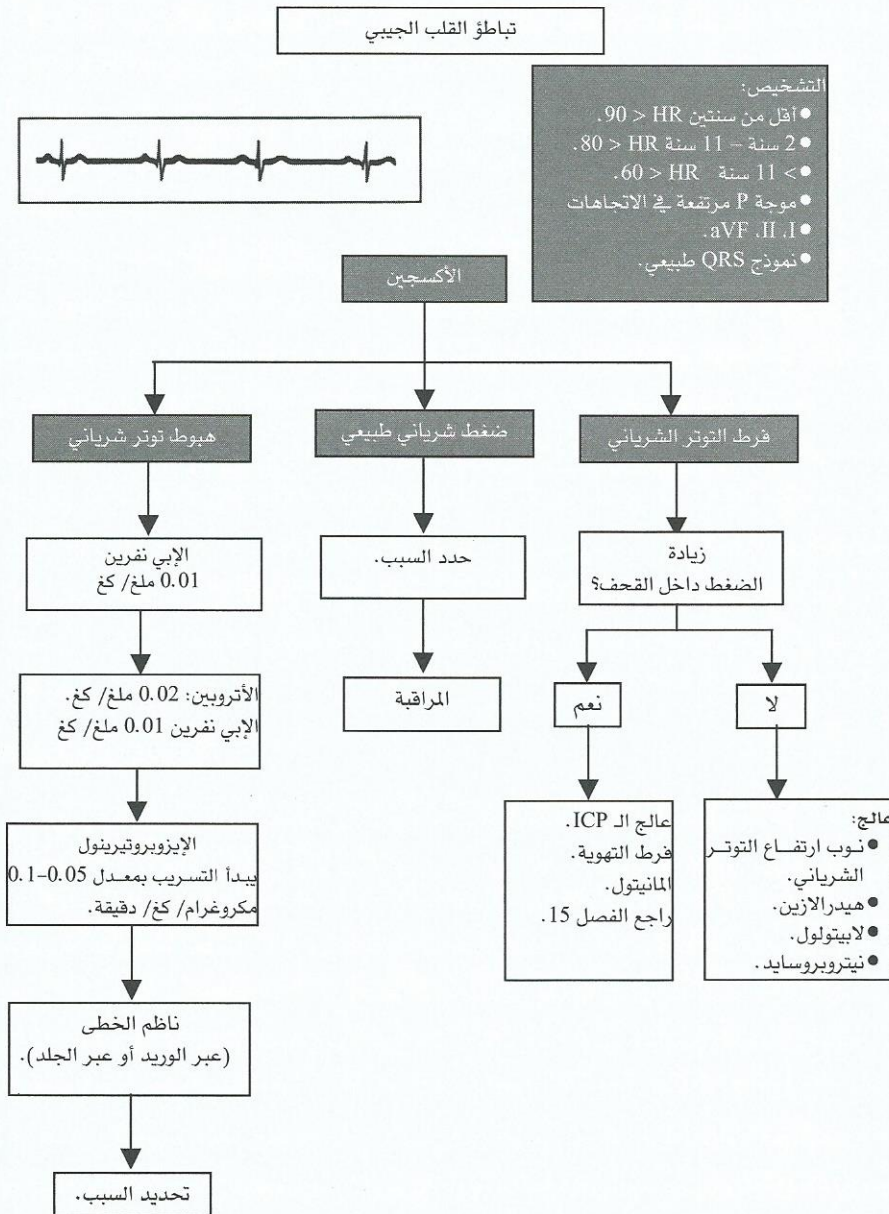 تباطؤ القلب الجيبي
التشخيص:
● أقل من سنتين HR < 90.
● 2 سنة – 11 سنة HR < 80.
● > 11 سنة HR < 60.
● موجة P مرتفعة في الاتجاهات
● I، II، aVF.
● نموذج QRS طبيعي.
الأكسجين
فرط التوتر الشرياني
ضغط شرياني طبيعي
هبوط توتر شرياني
زيادة
الضغط داخل القحف؟
حدد السبب.
الإبي نفرين
0.01 ملغ/ كغ
لا
نعم
المراقبة
الأتروبين: 0.02 ملغ/ كغ.
الإبي نفرين 0.01 ملغ/ كغ
عالج:
● نوب ارتفاع التوتر
الشرياني.
● هيدرالازين.
● لابيتولول.
● نيتروبروسايد.
عالج الـ ICP.
فرط التهوية.
المانيتول.
راجع الفصل 15.
الإيزوبروتيرينول
يبدأ التسريب بمعدل 0.05–0.1
مكروغرام/ كغ/ دقيقة.
ناظم الخطى
(عبر الوريد أو عبر الجلد).
تحديد السبب.